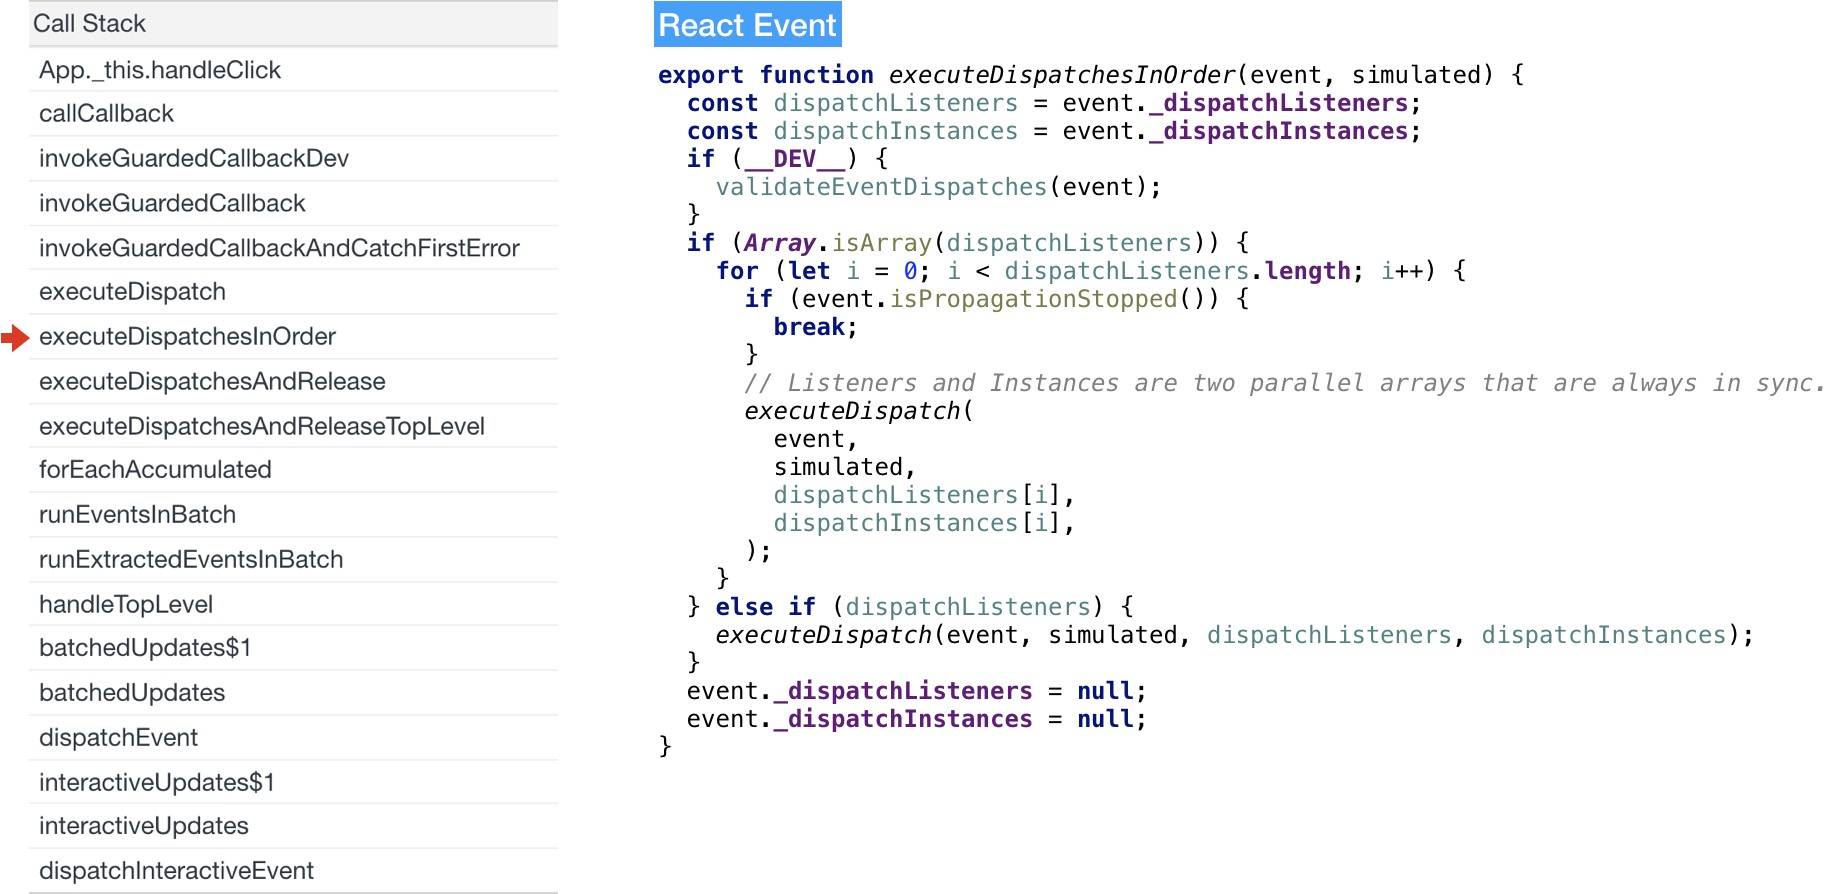 Call Stack
App._this.handleClick
callCallback
invokeGuardedCallbackDev
invokeGuardedCallback
invokeGuardedCallbackAndCatchFirstError
executeDispatch
executeDispatchesInOrder
executeDispatchesAndRelease
executeDispatchesAndReleaseTopLevel
forEachAccumulated
runEventsInBatch
runExtractedEventsInBatch
handleTopLevel
batchedUpdates$1
batchedUpdates
dispatchEvent
interactiveUpdates$1
interactiveUpdates
dispatchInteractiveEvent
React Event
export function executeDispatchesInOrder(event, simulated) {
  const dispatchListeners = event._dispatchListeners;
  const dispatchInstances = event._dispatchInstances;
  if (__DEV__) {
    validateEventDispatches(event);
  }
  if (Array.isArray(dispatchListeners)) {
    for (let i = 0; i < dispatchListeners.length; i++) {
      if (event.isPropagationStopped()) {
        break;
      }
      // Listeners and Instances are two parallel arrays that are always in sync.
      executeDispatch(
        event,
        simulated,
        dispatchListeners[i],
        dispatchInstances[i],
      );
    }
  } else if (dispatchListeners) {
    executeDispatch(event, simulated, dispatchListeners, dispatchInstances);
  }
  event._dispatchListeners = null;
  event._dispatchInstances = null;
}